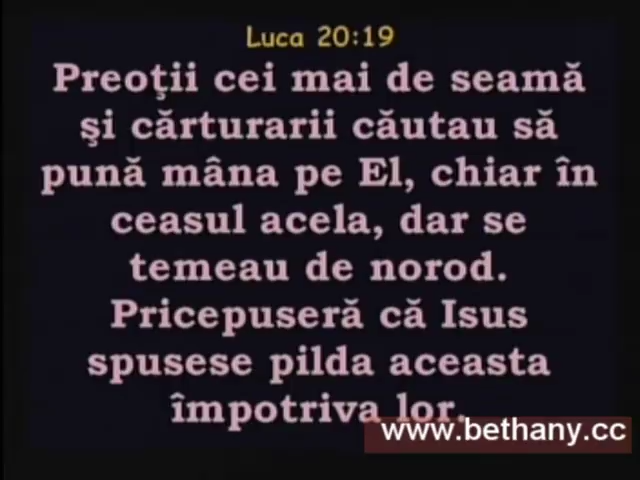 Luca 20:19
Preoţii cei mai de seamă
şi cărturarii căutau să
pună mâna pe El, chiar în
ceasul acela, dar se
temeau de norod.
Pricepuseră că Isus
spusese pilda aceasta
împotriva lor.
www.bethany.cc